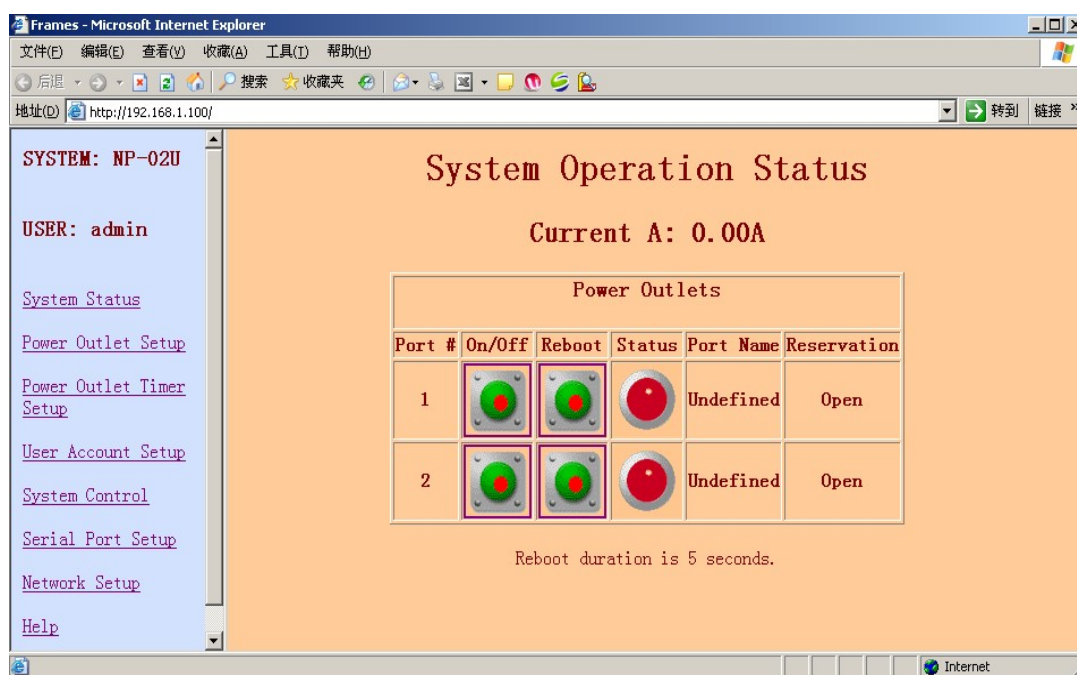 Frames - Microsoft Internet Explorer
文件(F) 编辑(E) 查看(V) 收藏(A) 工具(T) 帮助(H)
后退 搜索 收藏夹
地址(D) http://192.168.1.100/ 转到 链接 »
SYSTEM: NP-02U
USER: admin
System Status
Power Outlet Setup
Power Outlet Timer
Setup
User Account Setup
System Control
Serial Port Setup
Network Setup
Help
System Operation Status
Current A: 0.00A
Power Outlets
Port # On/Off Reboot Status Port Name Reservation
1 Undefined Open
2 Undefined Open
Reboot duration is 5 seconds.
Internet